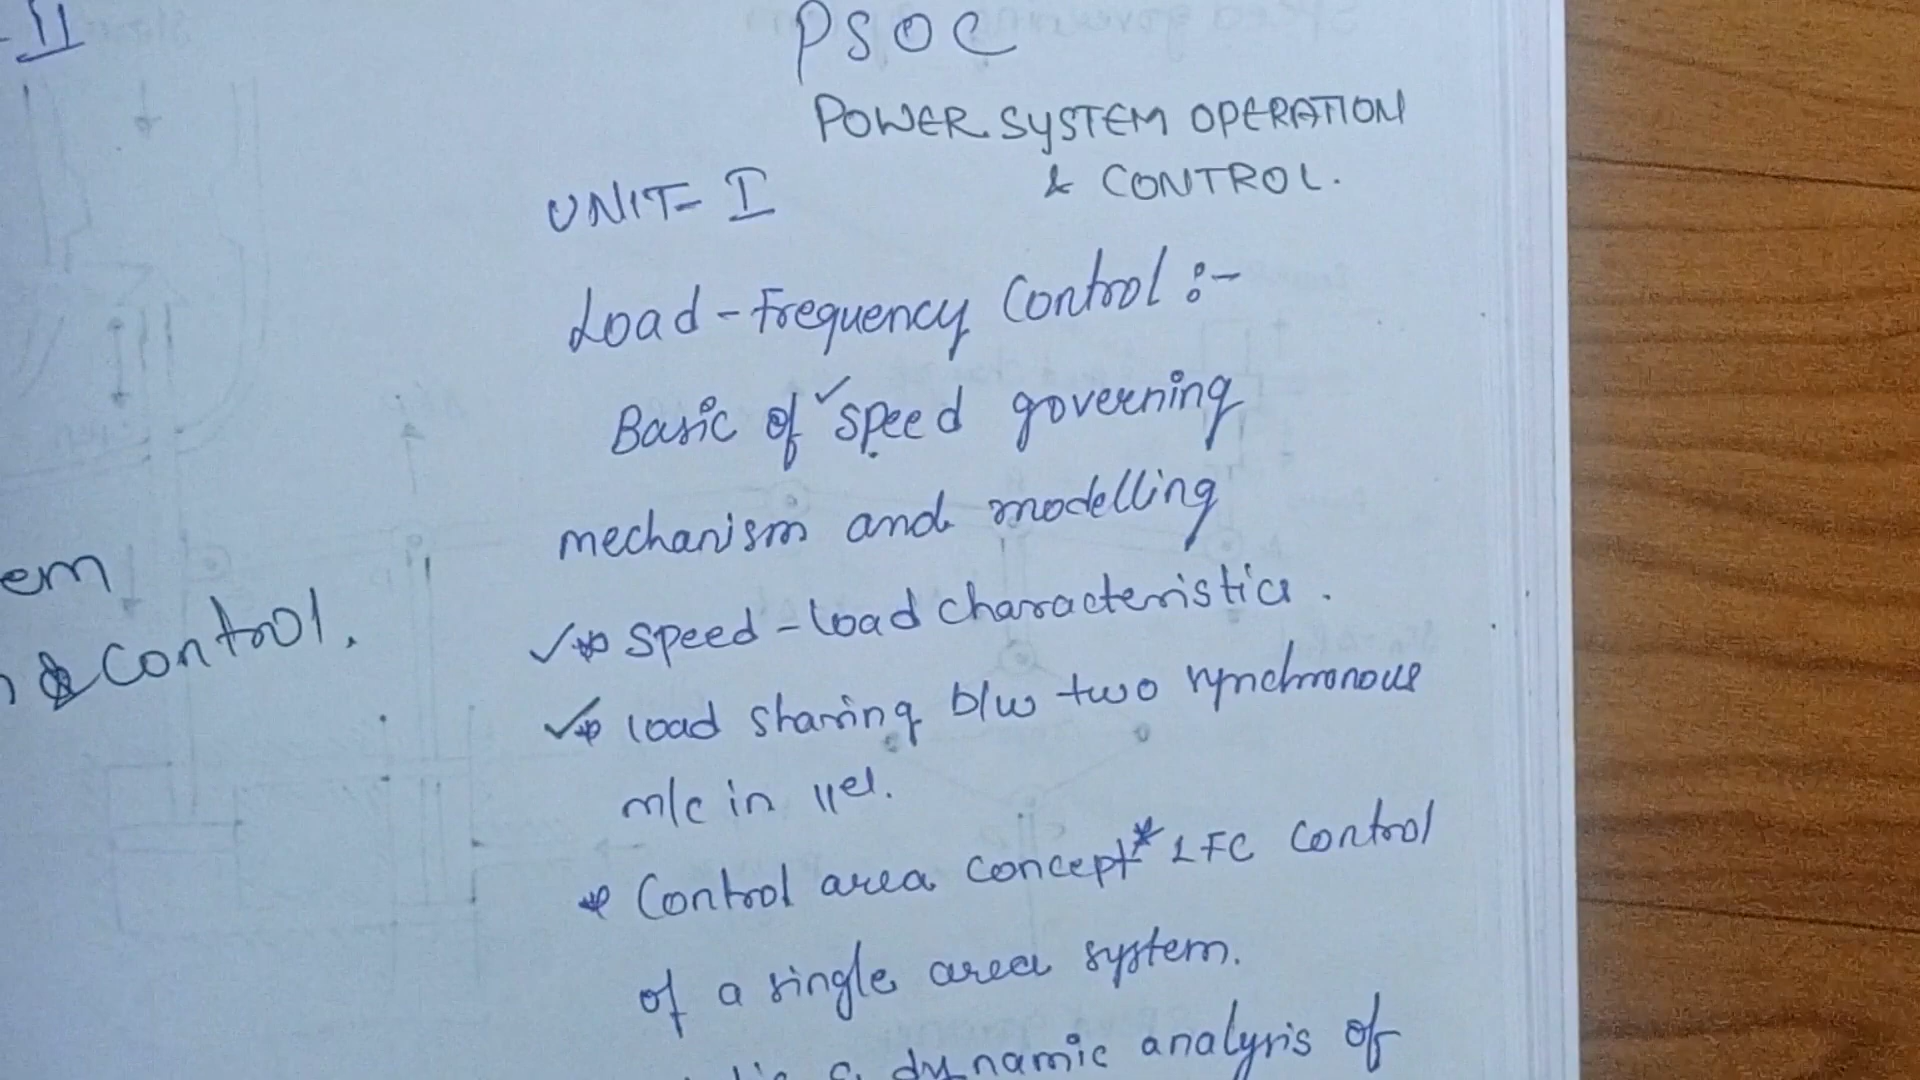 II
PSOC
POWER SYSTEM OPERATION
& CONTROL.
UNIT- I
Load-Frequency Control :-
Basic of speed governing
mechanism and modelling
em
& Control.
* speed-load characteristics.
* load sharing b/w two synchronous
m/c in llel.
* Control area concept * LFC control
of a single area system.
& dynamic analysis of